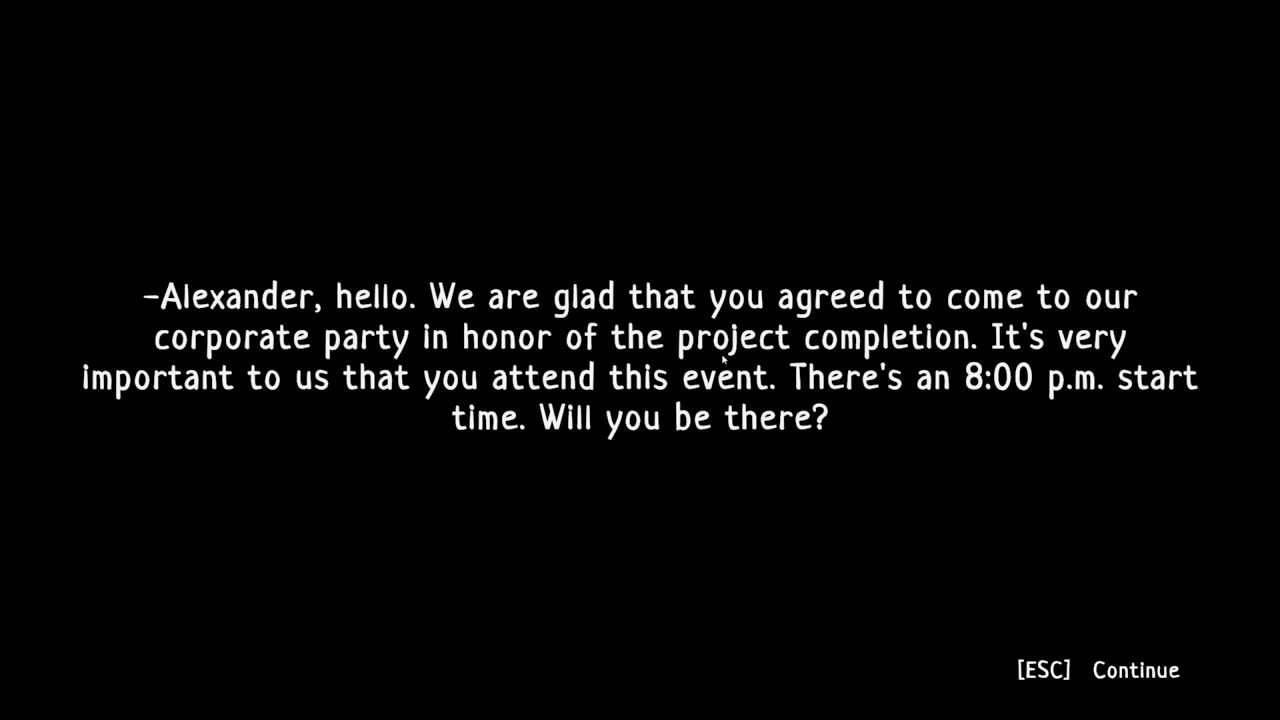 -Alexander, hello. We are glad that you agreed to come to our
corporate party in honor of the project completion. It's very
important to us that you attend this event. There's an 8:00 p.m. start
time. Will you be there?
[ESC] Continue